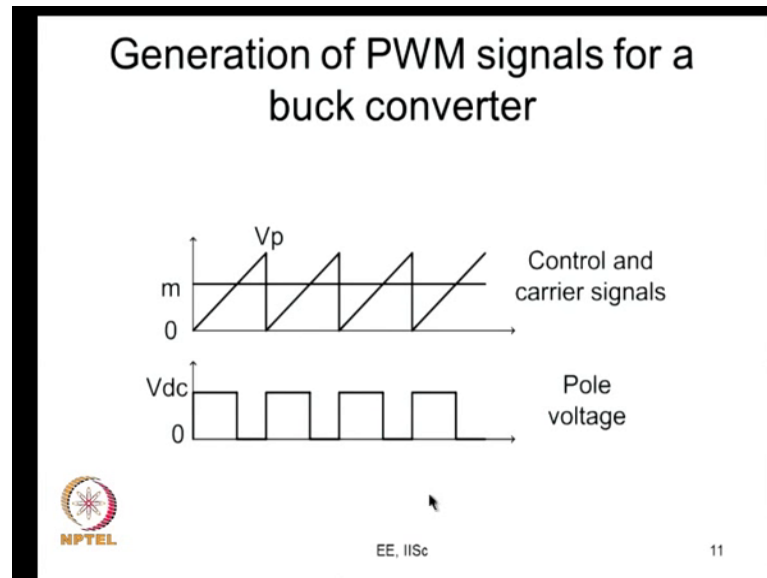 Generation of PWM signals for a
buck converter
Vp
m
0
Control and
carrier signals
Vdc
0
Pole
voltage
NPTEL
EE, IISc
11